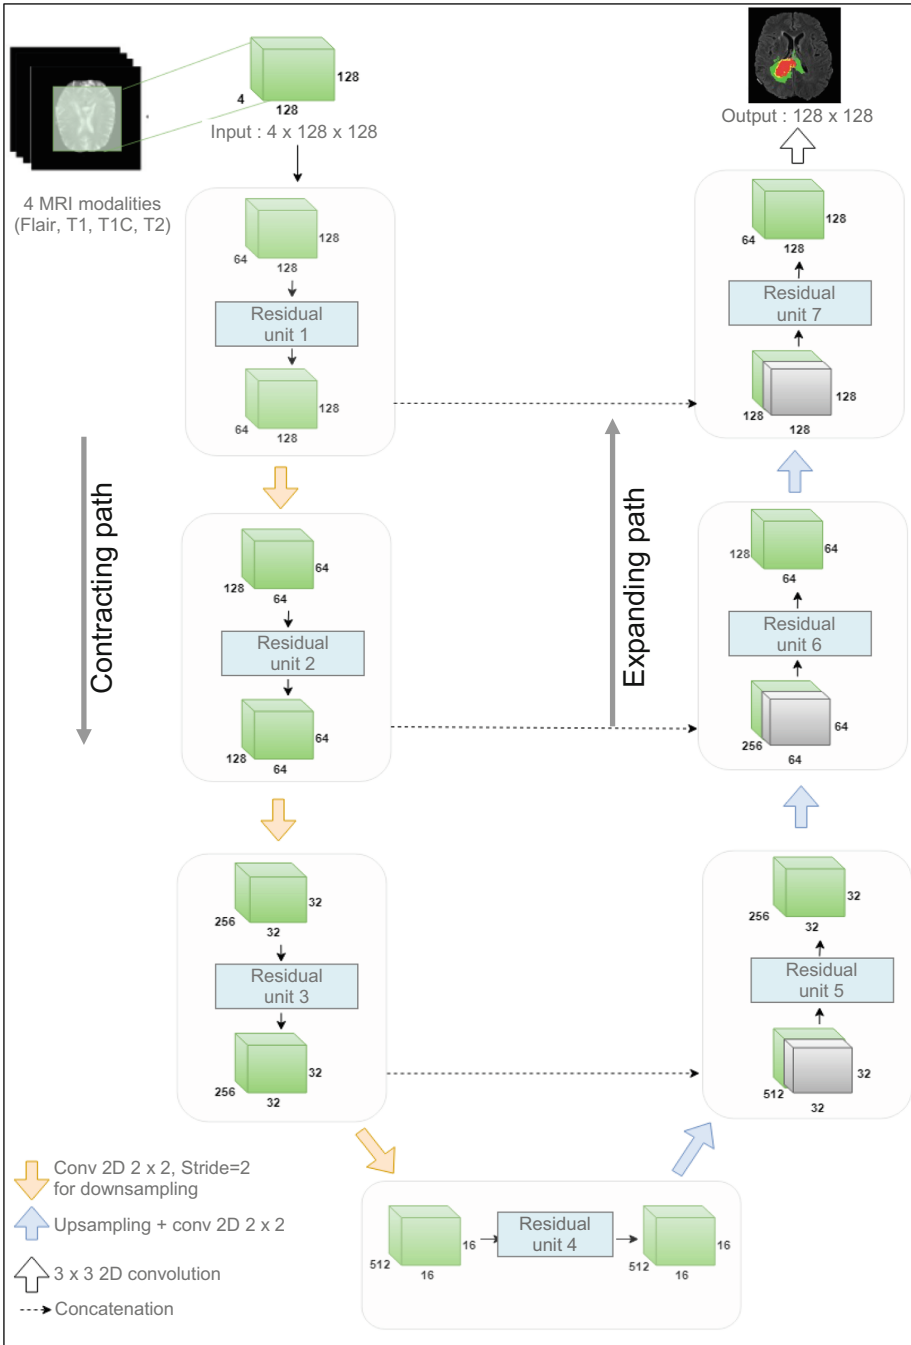 128
4
128
Input : 4 x 128 x 128
4 MRI modalities
(Flair, T1, T1C, T2)
128
64
128
Residual
unit 1
128
64
128
Contracting path
64
128
64
Residual
unit 2
64
128
64
32
256
32
Residual
unit 3
32
256
32
16
512
16
Residual
unit 4
16
512
16
Output : 128 x 128
128
64
128
Residual
unit 7
128
128
128
Expanding path
64
128
64
Residual
unit 6
64
256
64
32
256
32
Residual
unit 5
32
512
32
Conv 2D 2 x 2, Stride=2
for downsampling
Upsampling + conv 2D 2 x 2
3 x 3 2D convolution
Concatenation